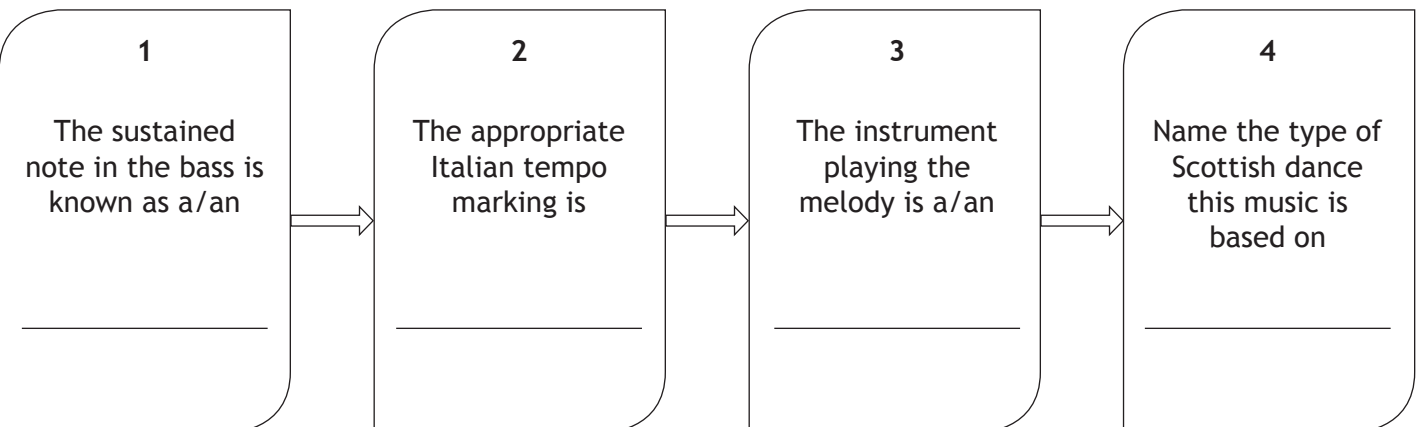 1
The sustained
note in the bass is
known as a/an
2
The appropriate
Italian tempo
marking is
3
The instrument
playing the
melody is a/an
4
Name the type of
Scottish dance
this music is
based on